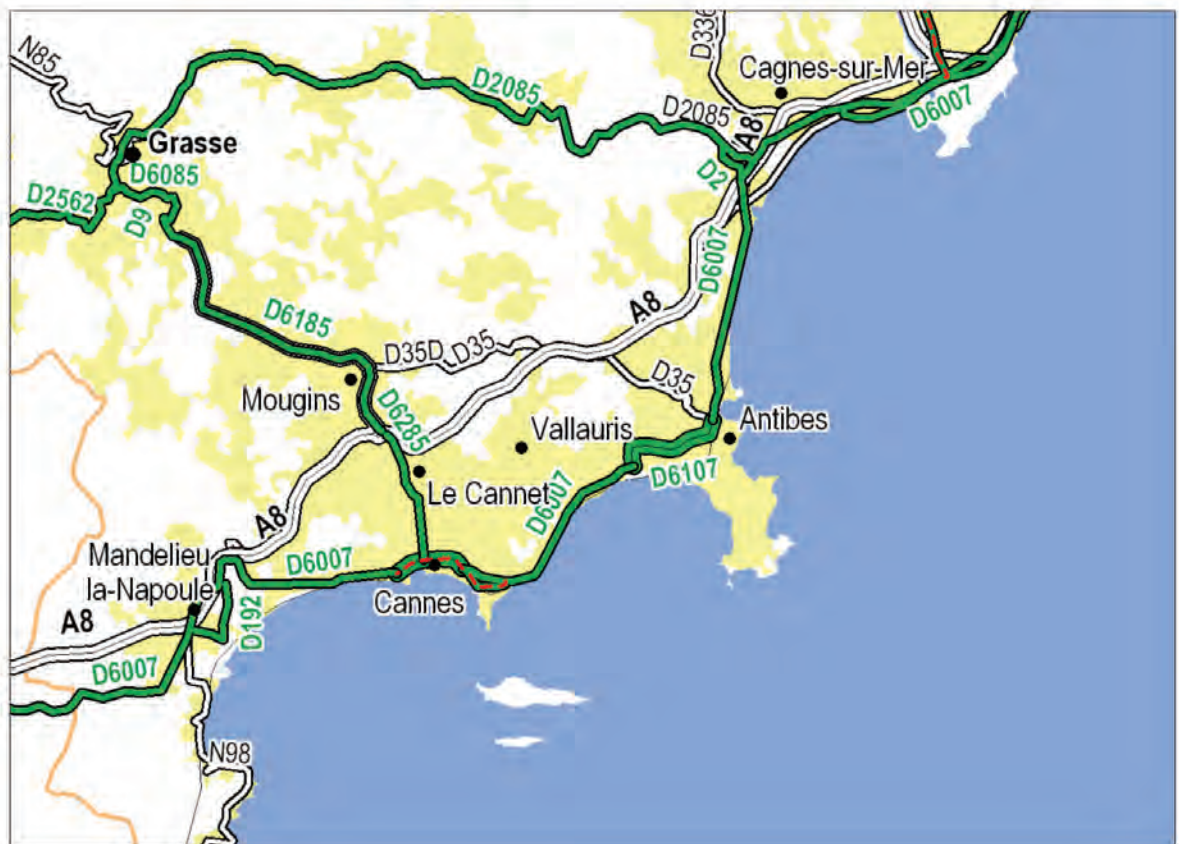 N85
D336
Cagnes-sur-Mer
D2085
D2085
A8
D6007
Grasse
D6085
D2
D2562
D9
D6007
A8
D6185
D35D
D35
D35
Mougins
D6285
Vallauris
Antibes
D6107
Le Cannet
D6007
A8
Mandelieu
la-Napoule
D6007
Cannes
D192
A8
D6007
N98